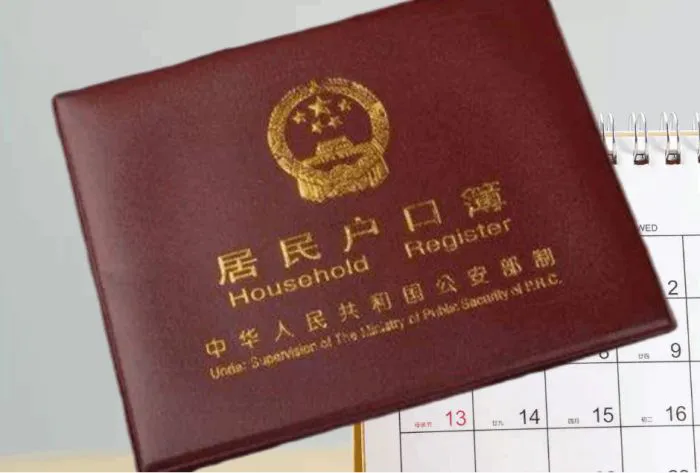 居民户口簿
Household Register
中华人民共和国公安部制
Under Supervision of The Ministry of Public Security of P.R.C.
WED
2
8
9
13
14
15
16